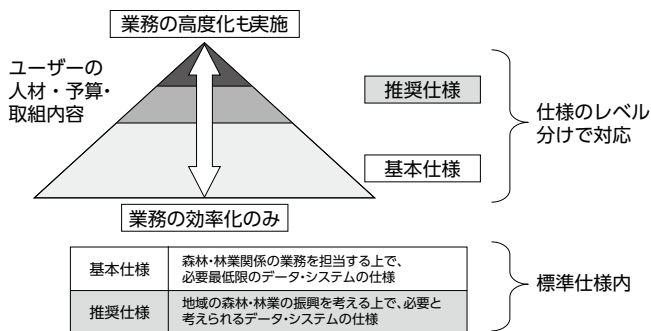 業務の高度化も実施
ユーザーの
人材・予算・
取組内容
推奨仕様
仕様のレベル
分けで対応
基本仕様
業務の効率化のみ
基本仕様
森林・林業関係の業務を担当する上で、
必要最低限のデータ・システムの仕様
標準仕様内
推奨仕様
地域の森林・林業の振興を考える上で、必要と
考えられるデータ・システムの仕様